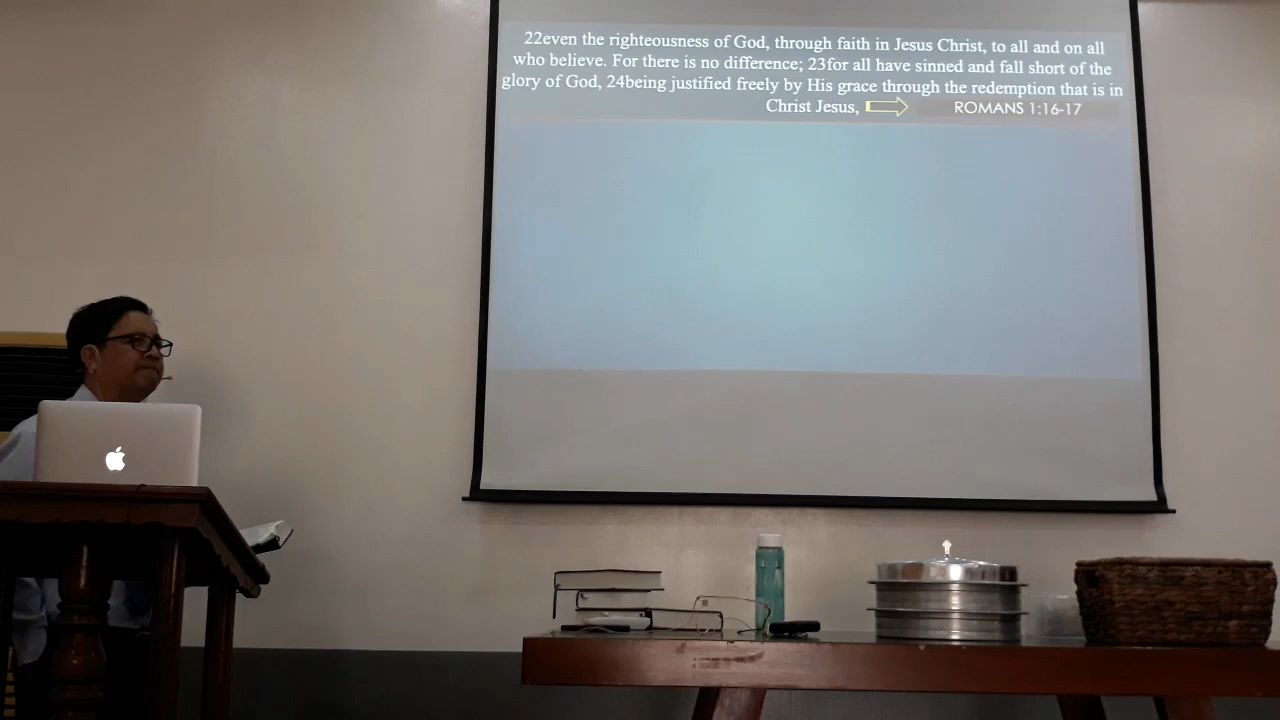 22even the righteousness of God, through faith in Jesus Christ, to all and on all
who believe. For there is no difference; 23for all have sinned and fall short of the
glory of God, 24being justified freely by His grace through the redemption that is in
Christ Jesus, ROMANS 1:16-17